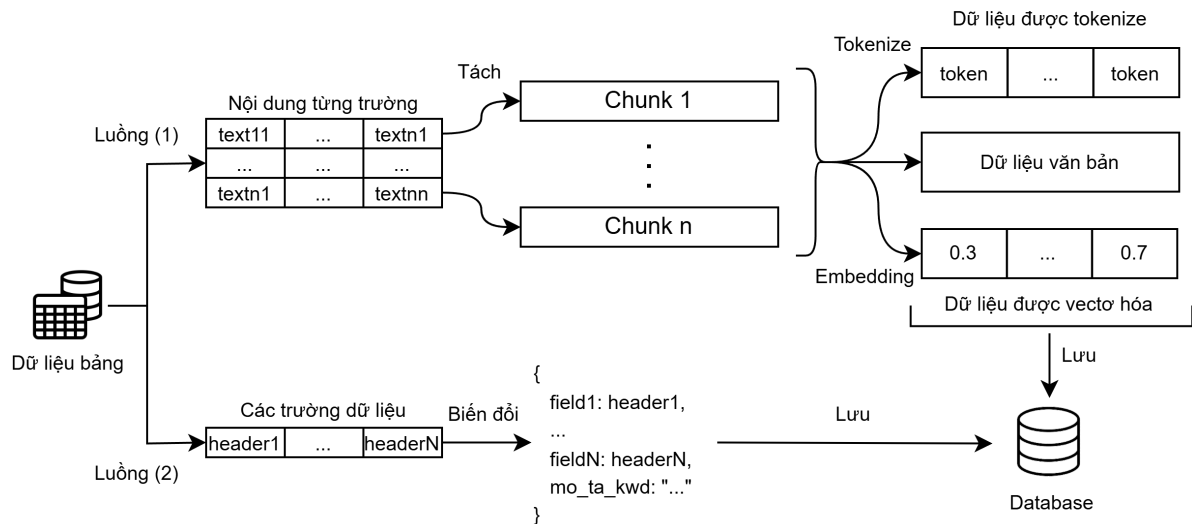 Dữ liệu được tokenize
Tokenize
token ... token
Tách
Nội dung từng trường
Chunk 1
Luồng (1)
text11 ... textn1
... ... ...
textn1 ... textnn
.
.
.
Dữ liệu văn bản
Chunk n
0.3 ... 0.7
Embedding
Dữ liệu được vectơ hóa
Dữ liệu bảng
Lưu
{
field1: header1,
...
fieldN: headerN,
mo_ta_kwd: "..."
}
Các trường dữ liệu
Biến đổi
Lưu
header1 ... headerN
Luồng (2)
Database